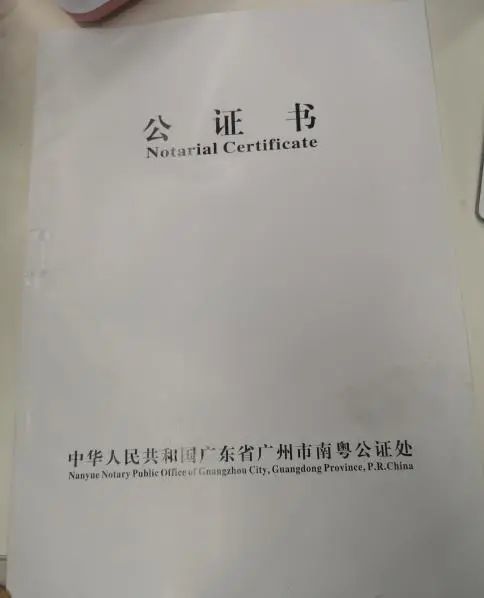 公证书
Notarial Certificate
中华人民共和国广东省广州市南粤公证处
Nanyue Notary Public Office of Guangzhou City, Guangdong Province, P.R.China